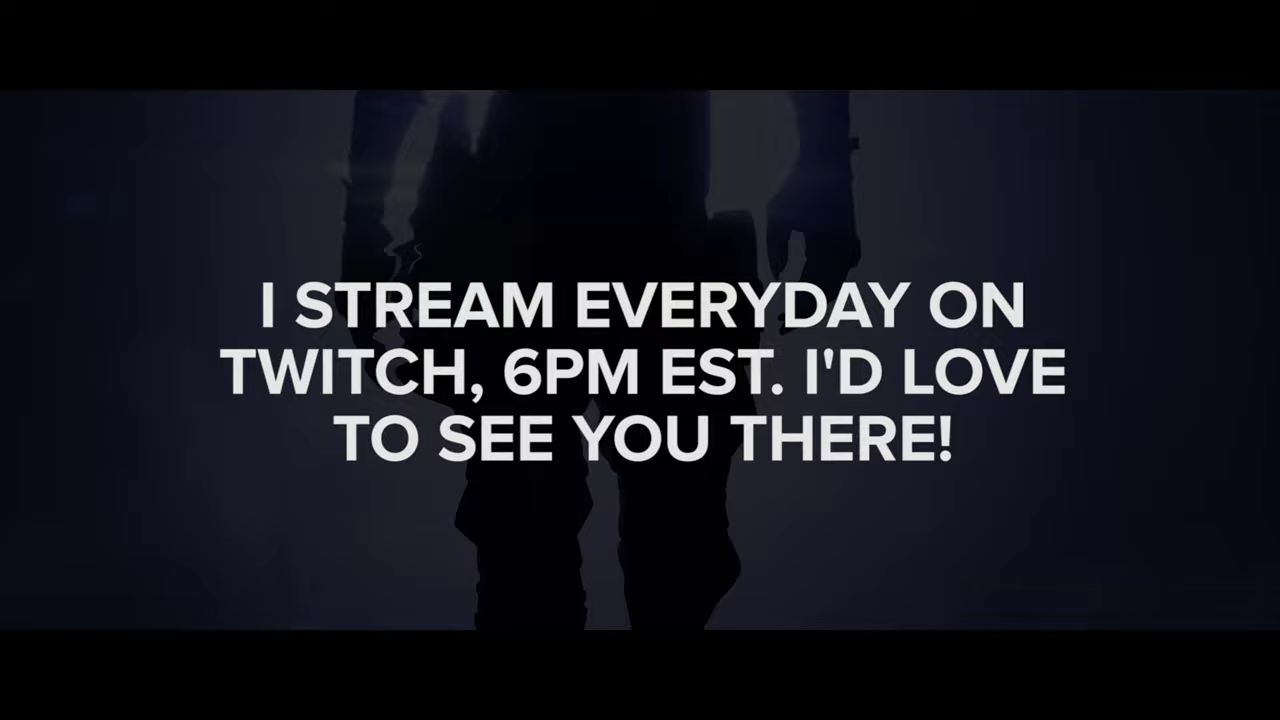 I STREAM EVERYDAY ON
TWITCH, 6PM EST. I'D LOVE
TO SEE YOU THERE!